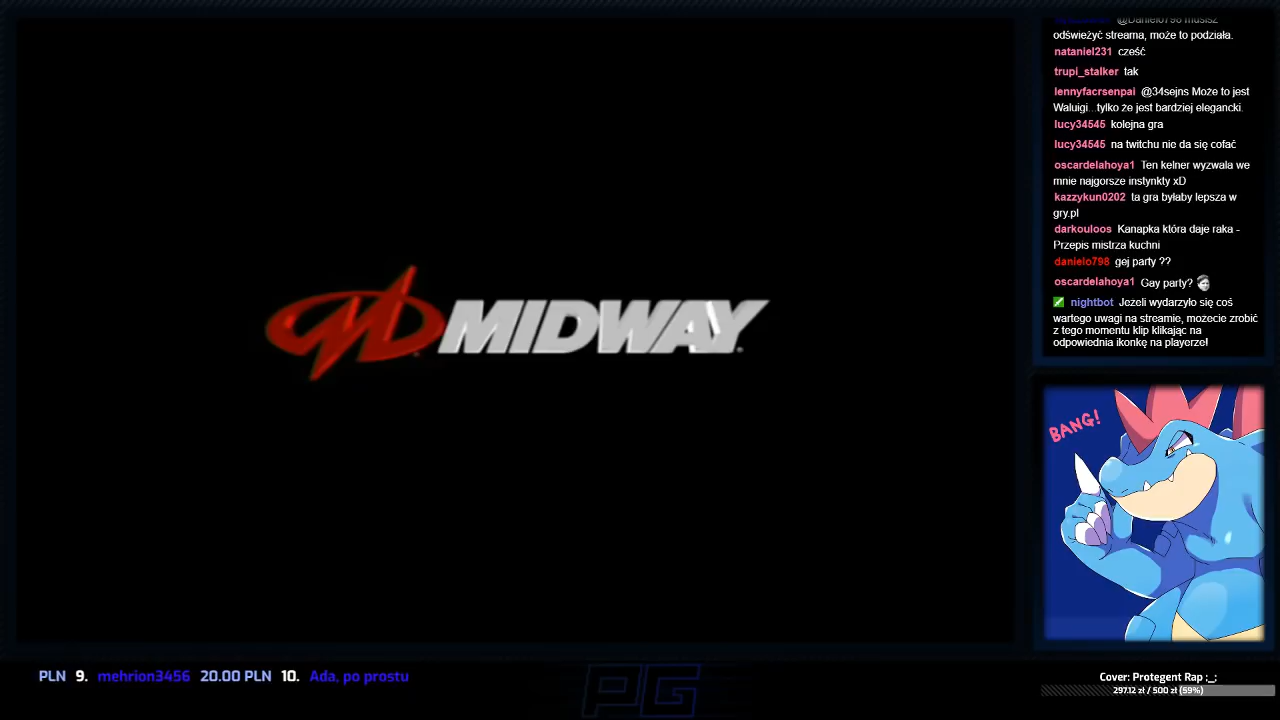 @Danielo798 musisz
odświeżyć streama, może to podziała.
nataniel231 cześć
trupi_stalker tak
lennyfacrsenpai @34sejns Może to jest
Waluigi...tylko że jest bardziej elegancki.
lucy34545 kolejna gra
lucy34545 na twitchu nie da się cofać
oscardelahoya1 Ten kelner wyzwala we
mnie najgorsze instynkty xD
kazzykun0202 ta gra byłaby lepsza w
gry.pl
darkouloos Kanapka która daje raka -
Przepis mistrza kuchni
danielo798 gej party ??
oscardelahoya1 Gay party?
nightbot Jeżeli wydarzyło się coś
wartego uwagi na streamie, możecie zrobić
z tego momentu klip klikając na
odpowiednia ikonkę na playerze!
MIDWAY
BANG!
PLN 9. mehrion3456 20.00 PLN 10. Ada, po prostu
PG
Cover: Protegent Rap :_:
297.12 zł / 500 zł (59%)